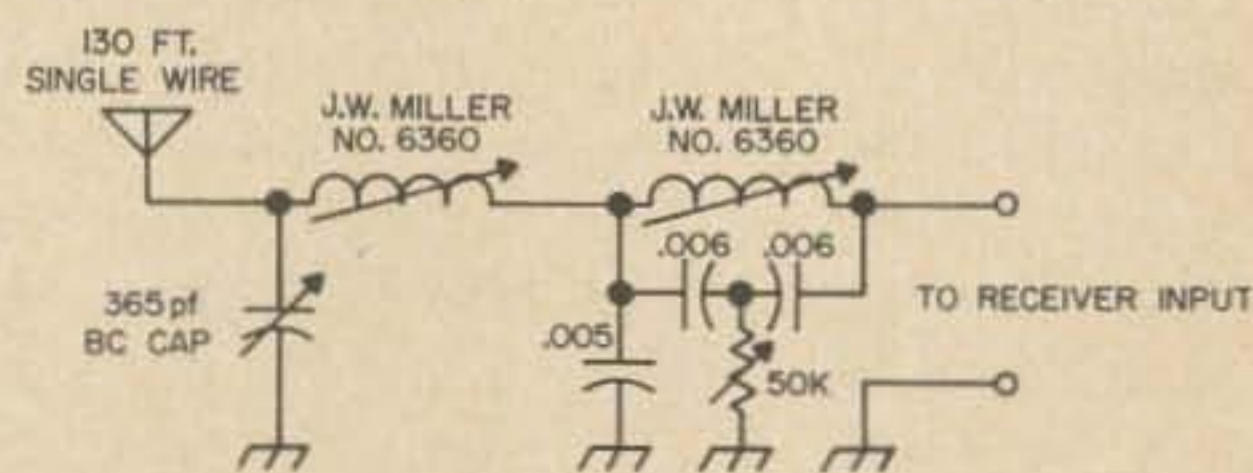 130 FT.
SINGLE WIRE
J.W. MILLER
NO. 6360
J.W. MILLER
NO. 6360
.006
.006
365 pf
BC CAP
.005
50K
TO RECEIVER INPUT